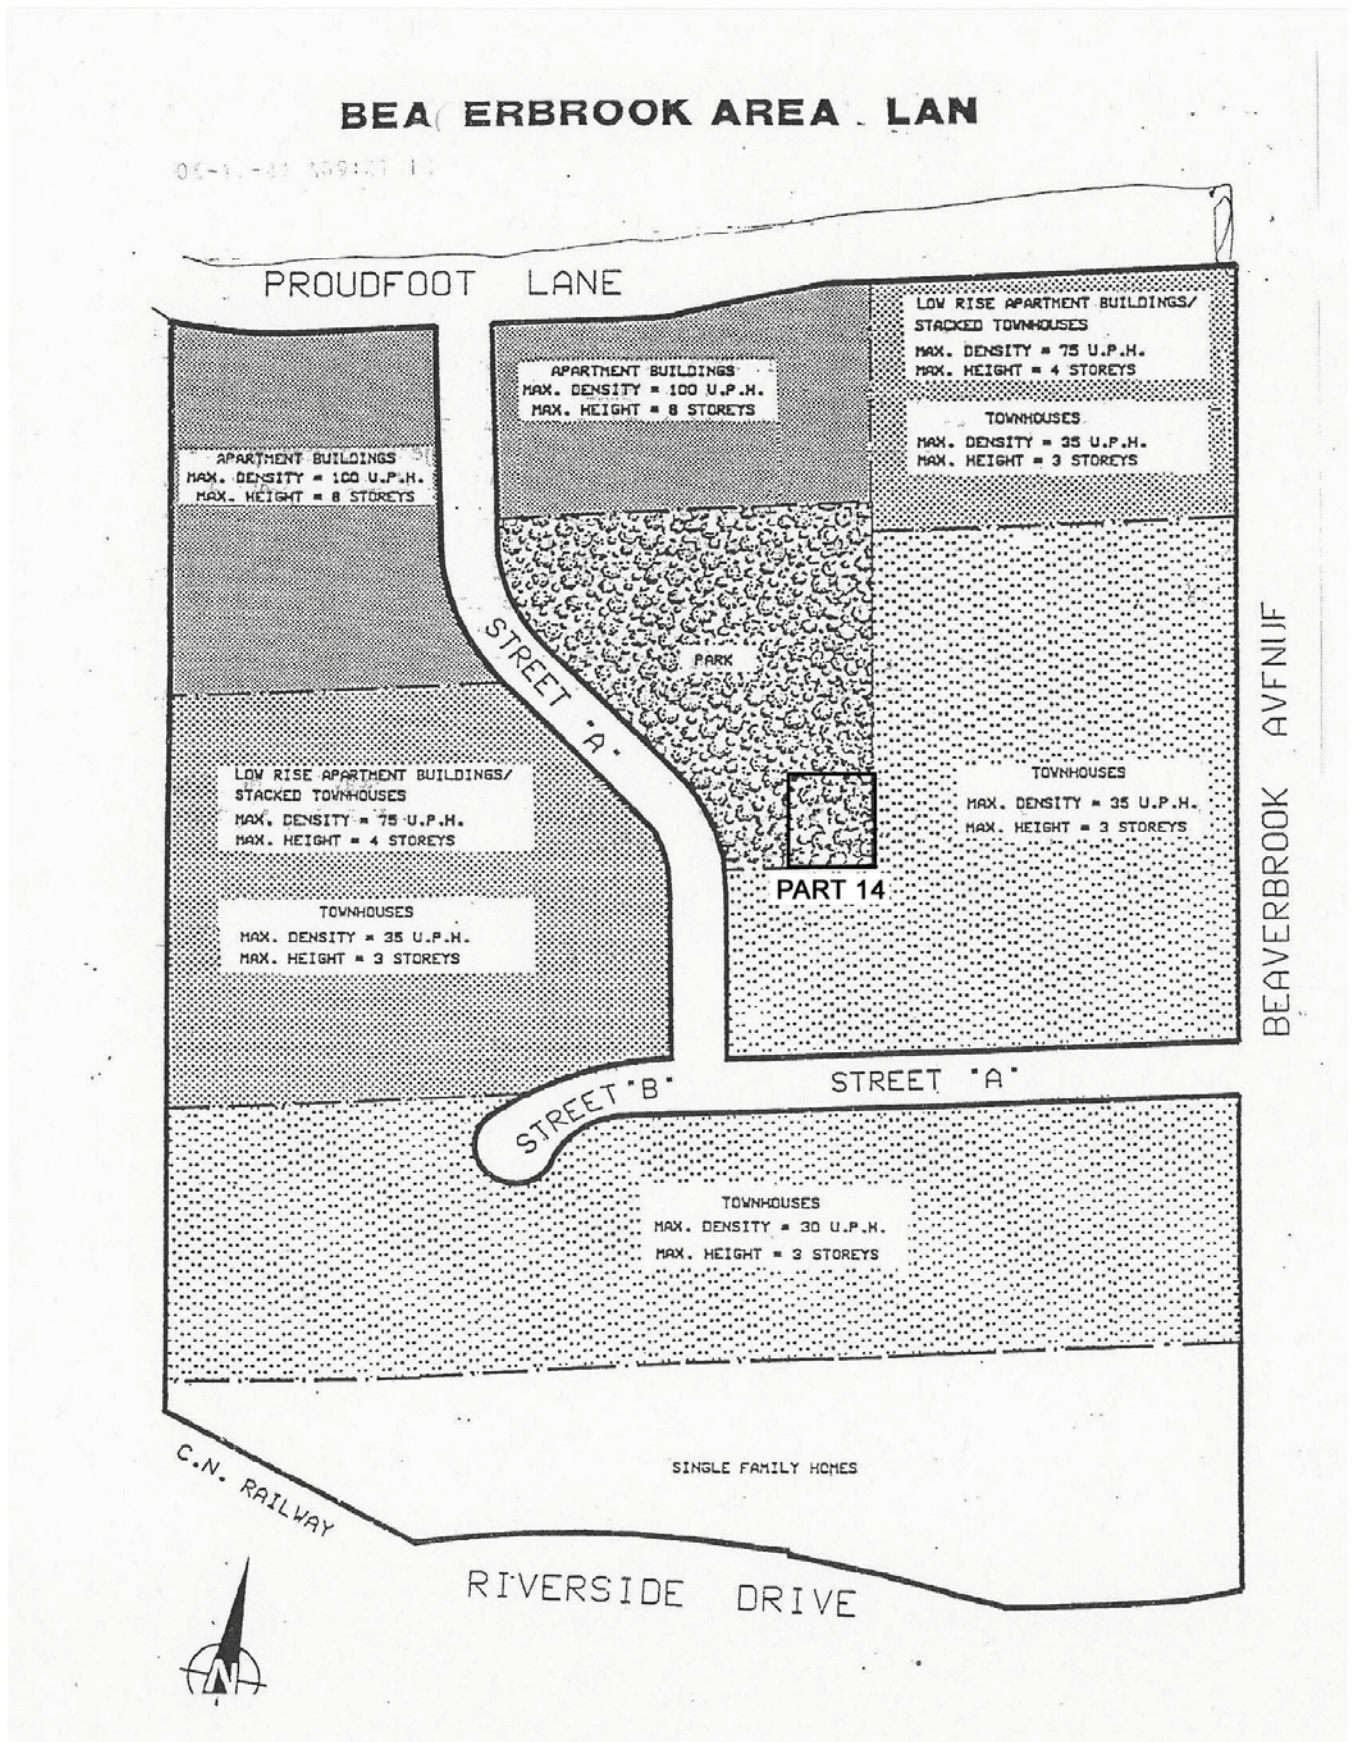 BEA ERBROOK AREA LAN
PROUDFOOT LANE
LOW RISE APARTMENT BUILDINGS/
STACKED TOWNHOUSES
MAX. DENSITY = 75 U.P.H.
MAX. HEIGHT = 4 STOREYS
TOWNHOUSES
MAX. DENSITY = 35 U.P.H.
MAX. HEIGHT = 3 STOREYS
APARTMENT BUILDINGS
MAX. DENSITY = 100 U.P.H.
MAX. HEIGHT = 8 STOREYS
APARTMENT BUILDINGS
MAX. DENSITY = 100 U.P.H.
MAX. HEIGHT = 8 STOREYS
STREET "A"
PARK
LOW RISE APARTMENT BUILDINGS/
STACKED TOWNHOUSES
MAX. DENSITY = 75 U.P.H.
MAX. HEIGHT = 4 STOREYS
TOWNHOUSES
MAX. DENSITY = 35 U.P.H.
MAX. HEIGHT = 3 STOREYS
PART 14
TOWNHOUSES
MAX. DENSITY = 35 U.P.H.
MAX. HEIGHT = 3 STOREYS
BEAVERBROOK AVENUE
STREET "B"
STREET "A"
TOWNHOUSES
MAX. DENSITY = 30 U.P.H.
MAX. HEIGHT = 3 STOREYS
SINGLE FAMILY HOMES
C.N. RAILWAY
RIVERSIDE DRIVE
N